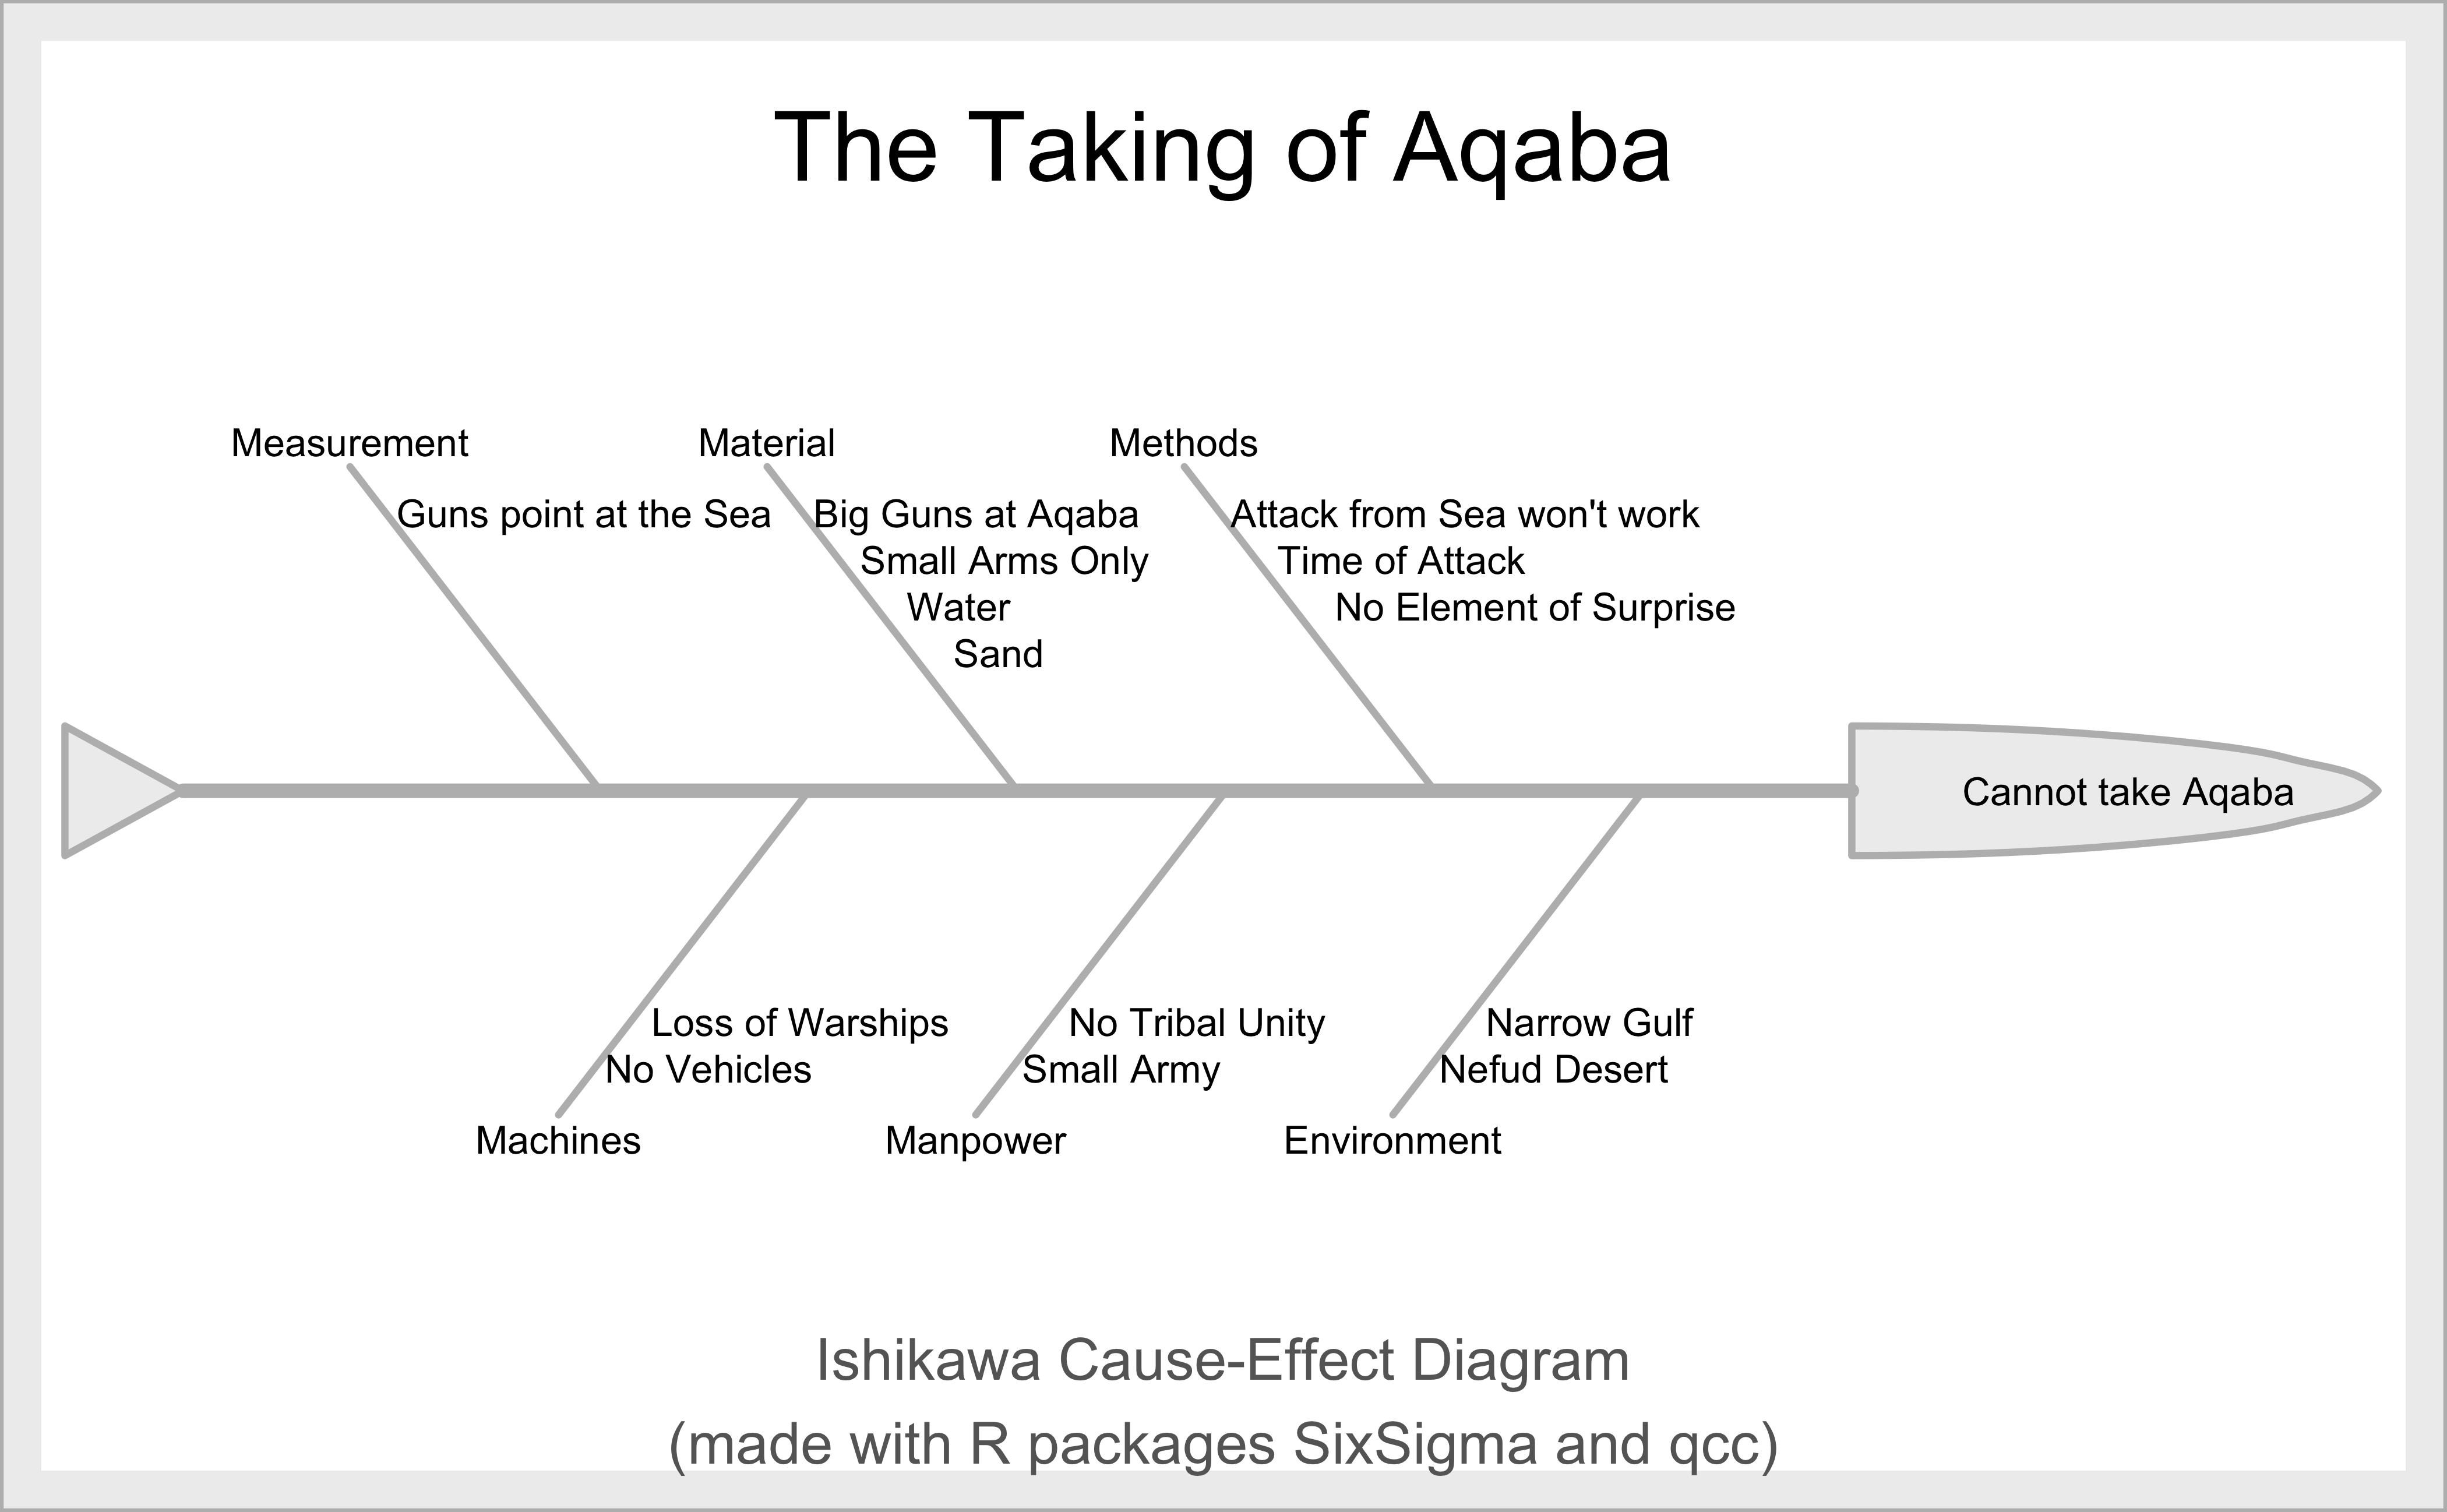 The Taking of Aqaba
Measurement
Guns point at the Sea
Material
Big Guns at Aqaba
Small Arms Only
Water
Sand
Methods
Attack from Sea won't work
Time of Attack
No Element of Surprise
Cannot take Aqaba
Loss of Warships
No Vehicles
Machines
No Tribal Unity
Small Army
Manpower
Narrow Gulf
Nefud Desert
Environment
Ishikawa Cause-Effect Diagram
(made with R packages SixSigma and qcc)